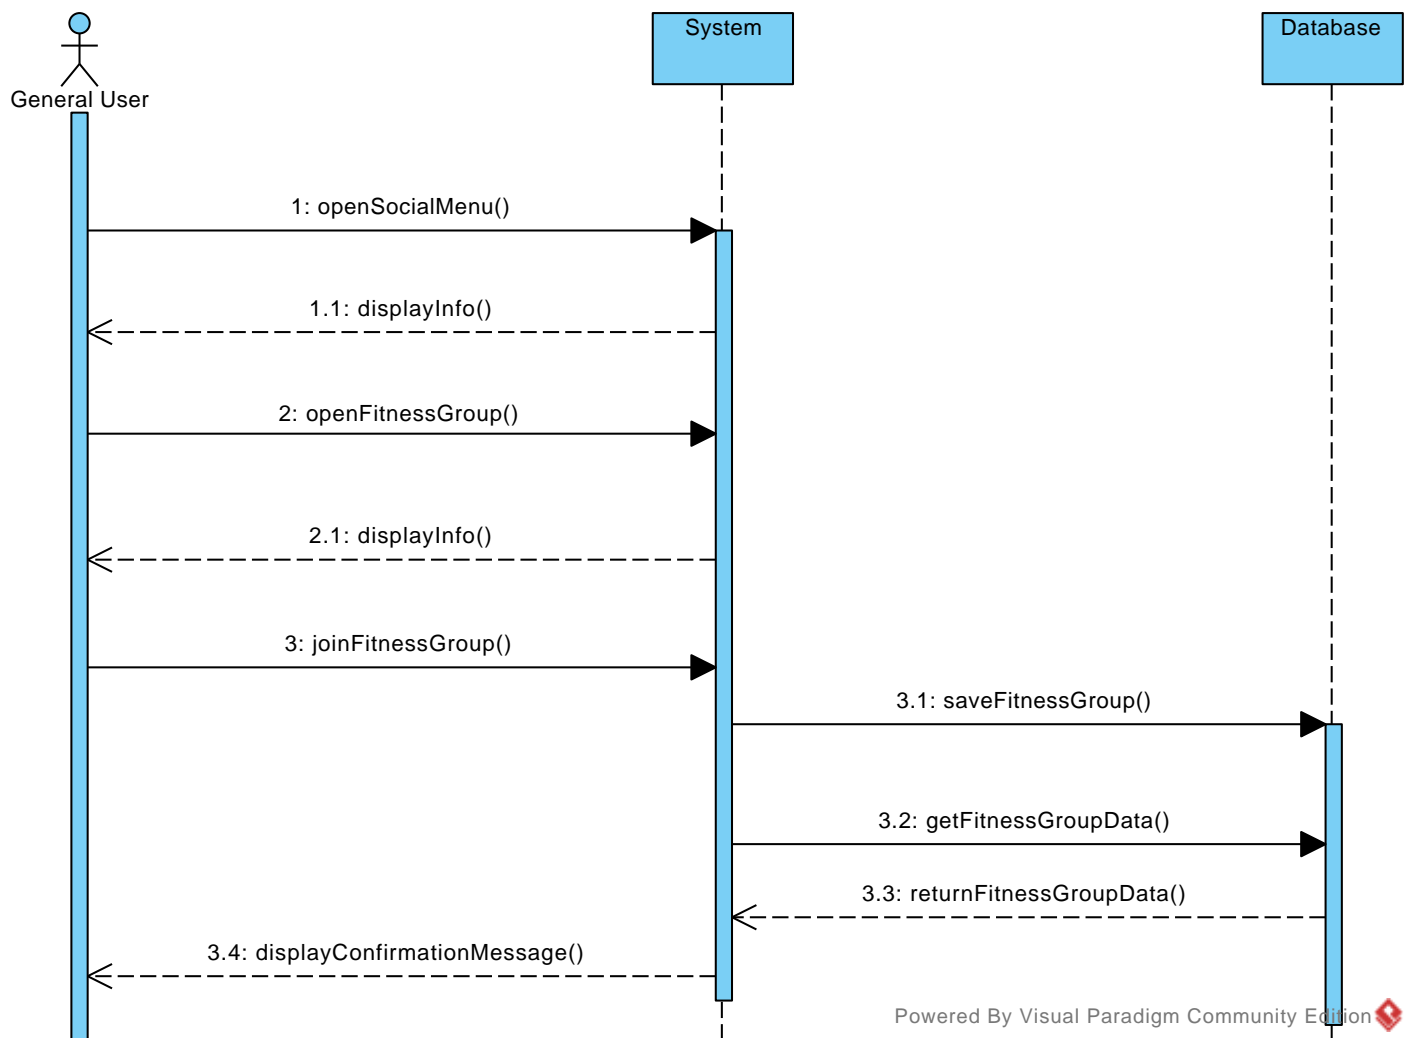 System
Database
General User
1: openSocialMenu()
1.1: displayInfo()
2: openFitnessGroup()
2.1: displayInfo()
3: joinFitnessGroup()
3.1: saveFitnessGroup()
3.2: getFitnessGroupData()
3.3: returnFitnessGroupData()
3.4: displayConfirmationMessage()
Powered By Visual Paradigm Community Edition